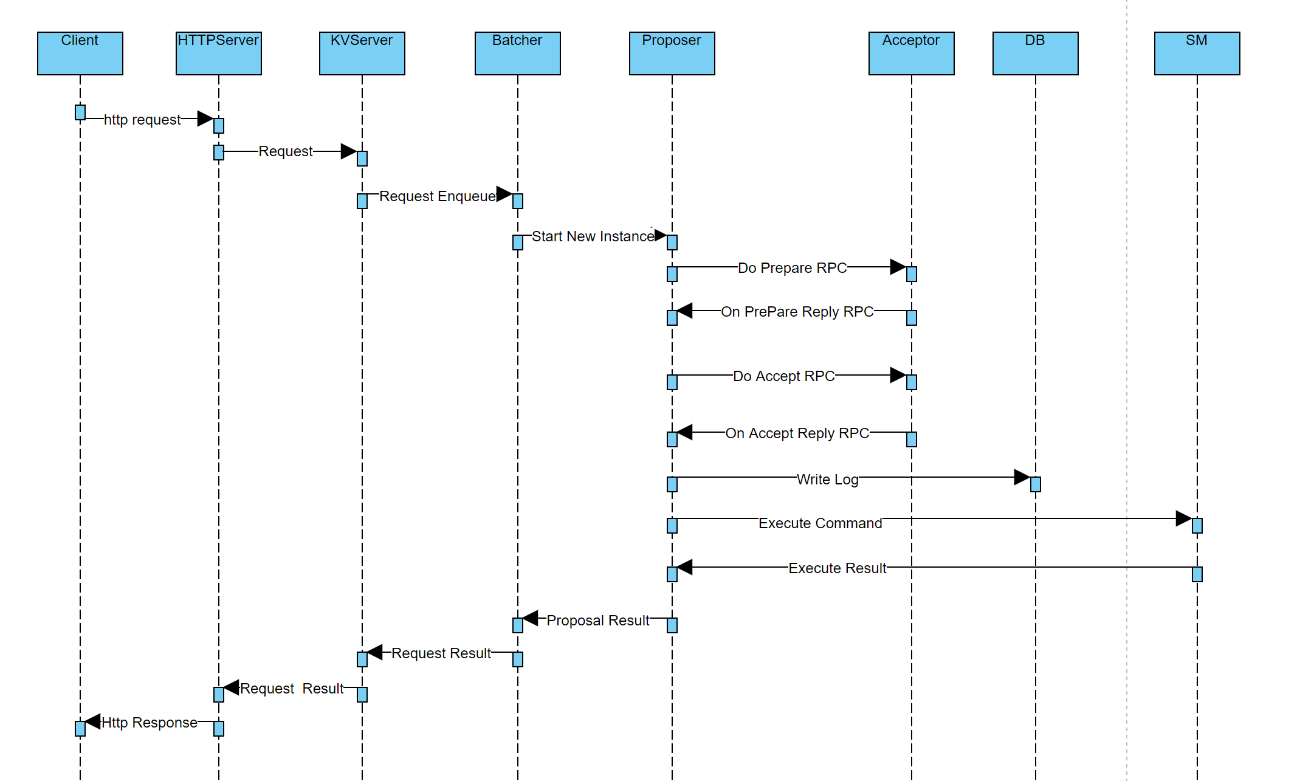 Client
HTTPServer
KVServer
Batcher
Proposer
Acceptor
DB
SM
http request
Request
Request Enqueue
Start New Instance
Do Prepare RPC
On PrePare Reply RPC
Do Accept RPC
On Accept Reply RPC
Write Log
Execute Command
Execute Result
Proposal Result
Request Result
Request  Result
Http Response